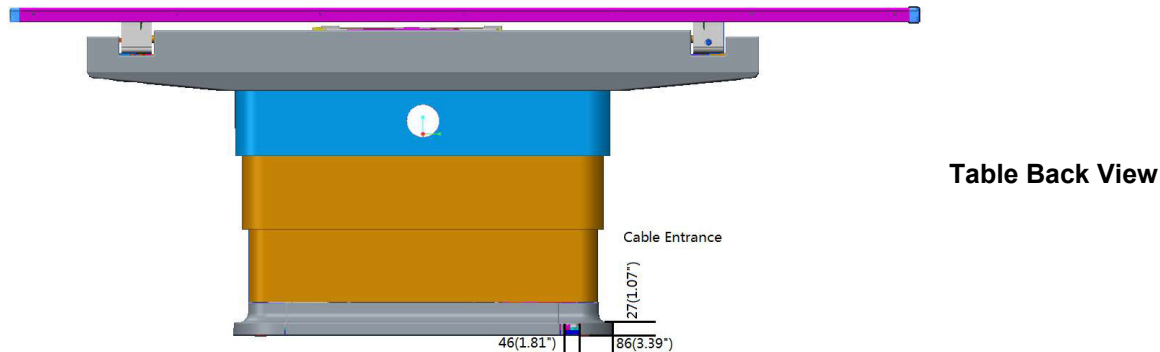 Table Back View
Cable Entrance
27(1.07")
46(1.81")
86(3.39")